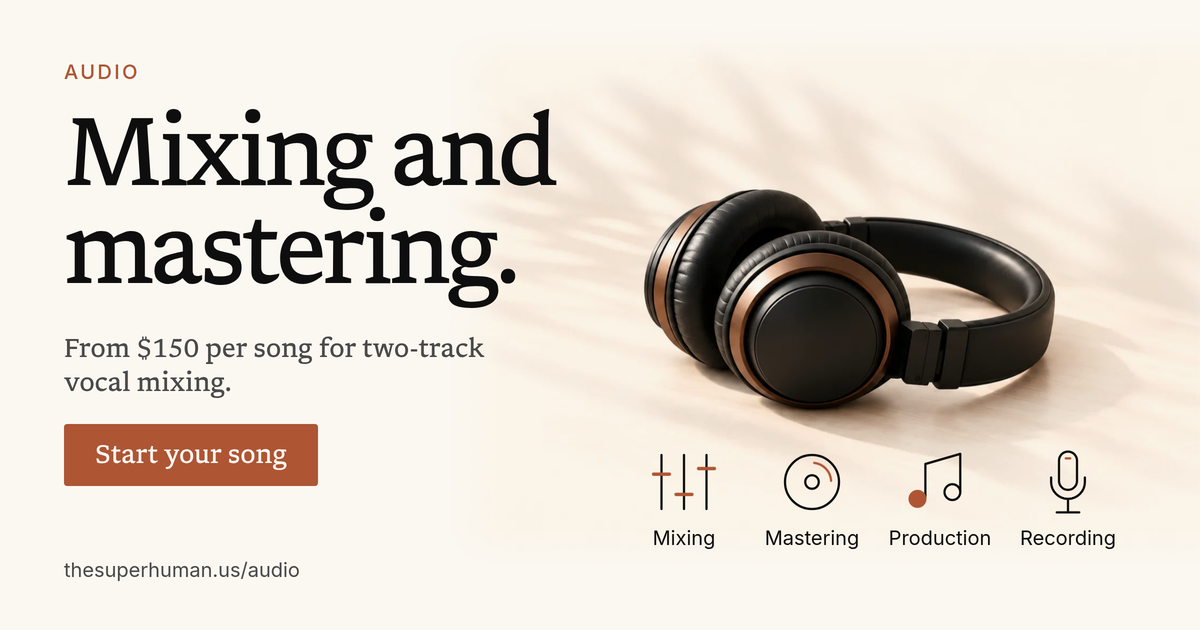 AUDIO
Mixing and
mastering.
From $150 per song for two-track
vocal mixing.
Start your song
Mixing
Mastering
Production
Recording
thesuperhuman.us/audio